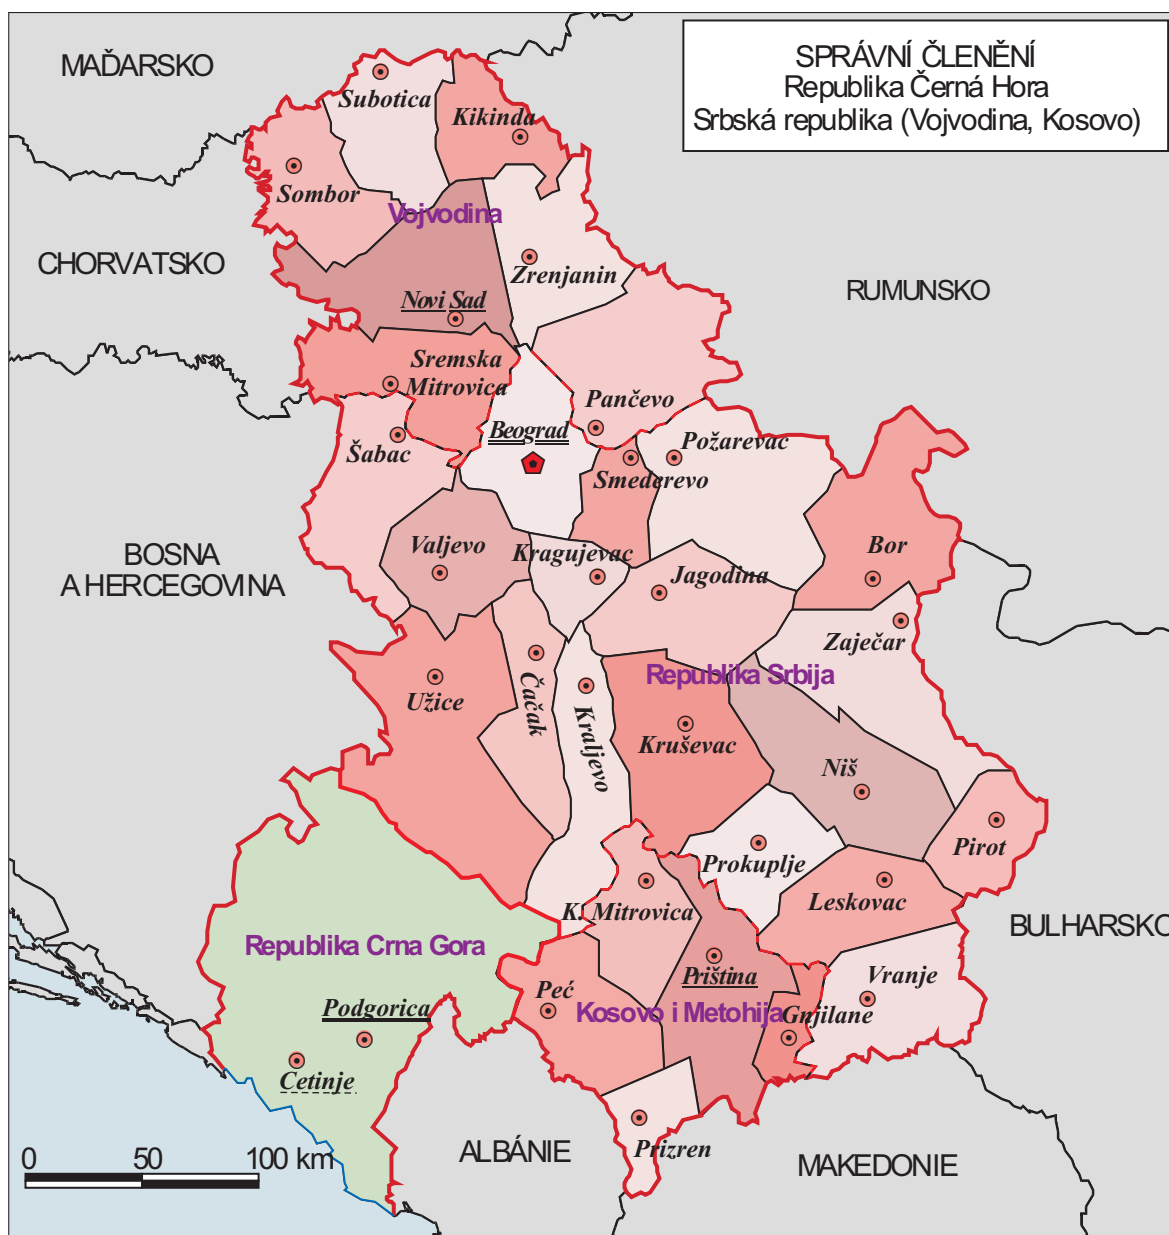 SPRÁVNÍ ČLENĚNÍ
Republika Černá Hora
Srbská republika (Vojvodina, Kosovo)
MAĎARSKO
Subotica
Kikinda
Sombor
Vojvodina
CHORVATSKO
Zrenjanin
RUMUNSKO
Novi Sad
Sremska
Mitrovica
Pančevo
Beograd
Požarevac
Šabac
Smederevo
BOSNA
A HERCEGOVINA
Valjevo
Kragujevac
Bor
Jagodina
Zaječar
Republika Srbija
Užice
Čačak
Kraljevo
Kruševac
Niš
Pirot
Prokuplje
K. Mitrovica
Leskovac
BULHARSKO
Republika Crna Gora
Vranje
Priština
Peć
Kosovo i Metohija
Gnjilane
Podgorica
Cetinje
ALBÁNIE
Prizren
MAKEDONIE
0 50 100 km